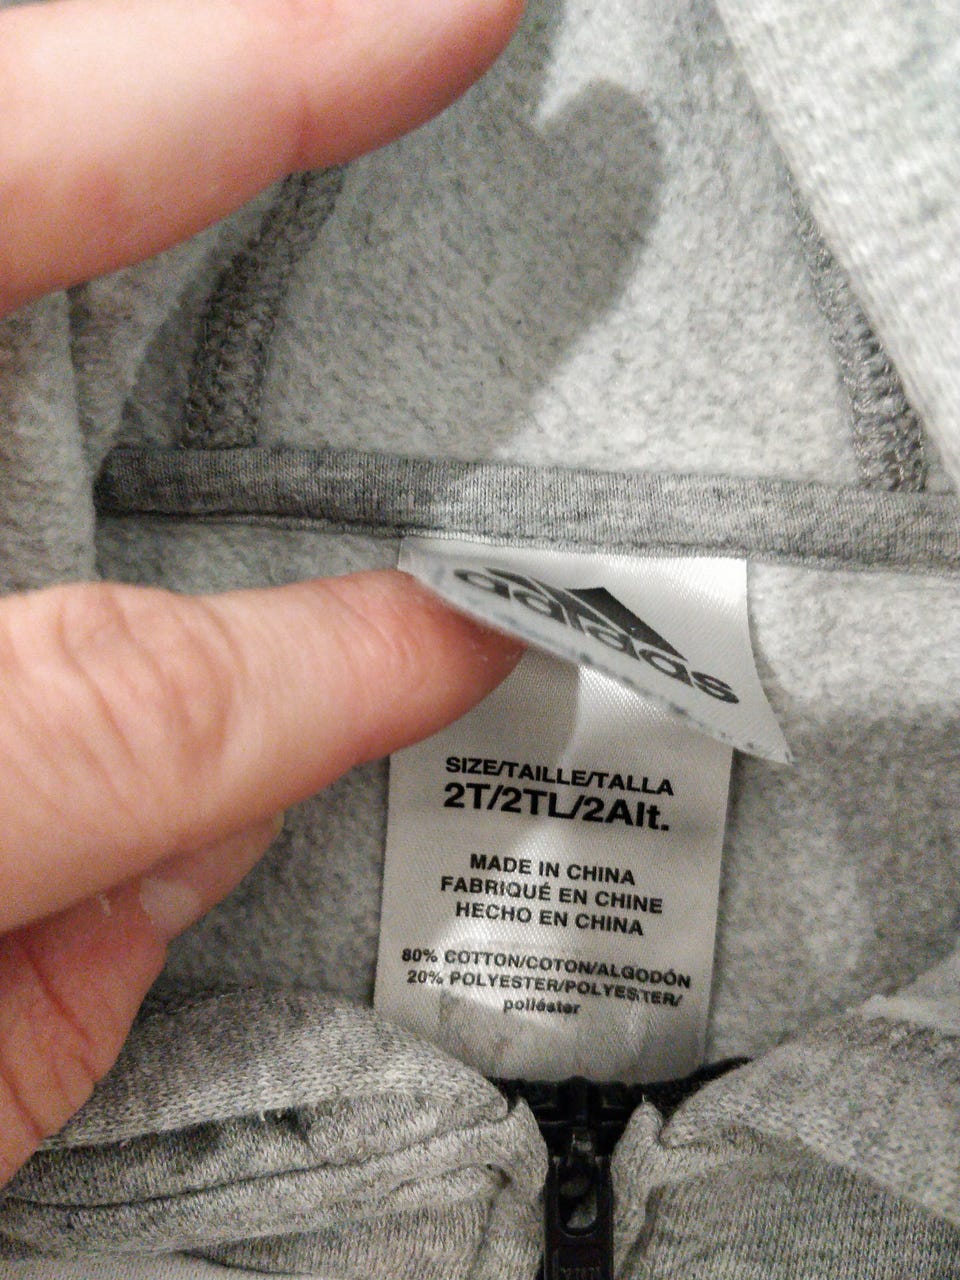 adidas
SIZE/TAILLE/TALLA
2T/2TL/2Alt.
MADE IN CHINA
FABRIQUÉ EN CHINE
HECHO EN CHINA
80% COTTON/COTON/ALGODÓN
20% POLYESTER/POLYESTER/
poliéster